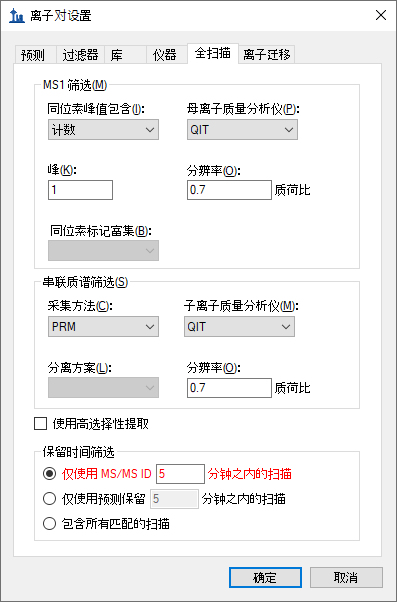 离子对设置
预测 过滤器 库 仪器 全扫描 离子迁移
MS1 筛选(M)
同位素峰值包含(I): 母离子质量分析仪(P):
计数 QIT
峰(K): 分辨率(O):
1 0.7 质荷比
同位素标记富集(B):
串联质谱筛选(S)
采集方法(C): 子离子质量分析仪(M):
PRM QIT
分离方案(L): 分辨率(O):
0.7 质荷比
使用高选择性提取
保留时间筛选
仅使用 MS/MS ID 5 分钟之内的扫描
仅使用预测保留 5 分钟之内的扫描
包含所有匹配的扫描
确定 取消